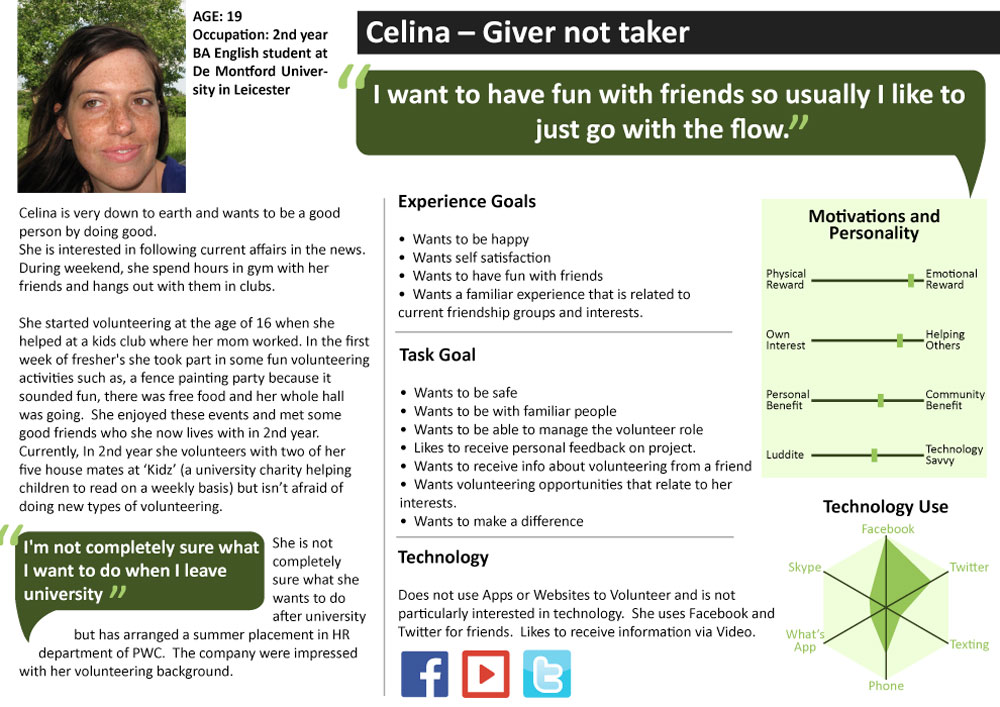 AGE: 19
Occupation: 2nd year
BA English student at
De Montford Univer-
sity in Leicester
Celina – Giver not taker
“I want to have fun with friends so usually I like to
just go with the flow.”
Celina is very down to earth and wants to be a good
person by doing good.
She is interested in following current affairs in the news.
During weekend, she spend hours in gym with her
friends and hangs out with them in clubs.
She started volunteering at the age of 16 when she
helped at a kids club where her mom worked. In the first
week of fresher's she took part in some fun volunteering
activities such as, a fence painting party because it
sounded fun, there was free food and her whole hall
was going.  She enjoyed these events and met some
good friends who she now lives with in 2nd year.
Currently, In 2nd year she volunteers with two of her
five house mates at ‘Kidz’ (a university charity helping
children to read on a weekly basis) but isn’t afraid of
doing new types of volunteering.
“I'm not completely sure what
I want to do when I leave
university ”
She is not
completely
sure what she
wants to do
after university
but has arranged a summer placement in HR
department of PWC.  The company were impressed
with her volunteering background.
Experience Goals
• Wants to be happy
• Wants self satisfaction
• Wants to have fun with friends
• Wants a familiar experience that is related to
current friendship groups and interests.
Task Goal
• Wants to be safe
• Wants to be with familiar people
• Wants to be able to manage the volunteer role
• Likes to receive personal feedback on project.
• Wants to receive info about volunteering from a friend
• Wants volunteering opportunities that relate to her
interests.
• Wants to make a difference
Technology
Does not use Apps or Websites to Volunteer and is not
particularly interested in technology.  She uses Facebook and
Twitter for friends.  Likes to receive information via Video.
Motivations and
Personality
Physical
Reward
Emotional
Reward
Own
Interest
Helping
Others
Personal
Benefit
Community
Benefit
Luddite
Technology
Savvy
Technology Use
Facebook
Skype
Twitter
What's
App
Texting
Phone